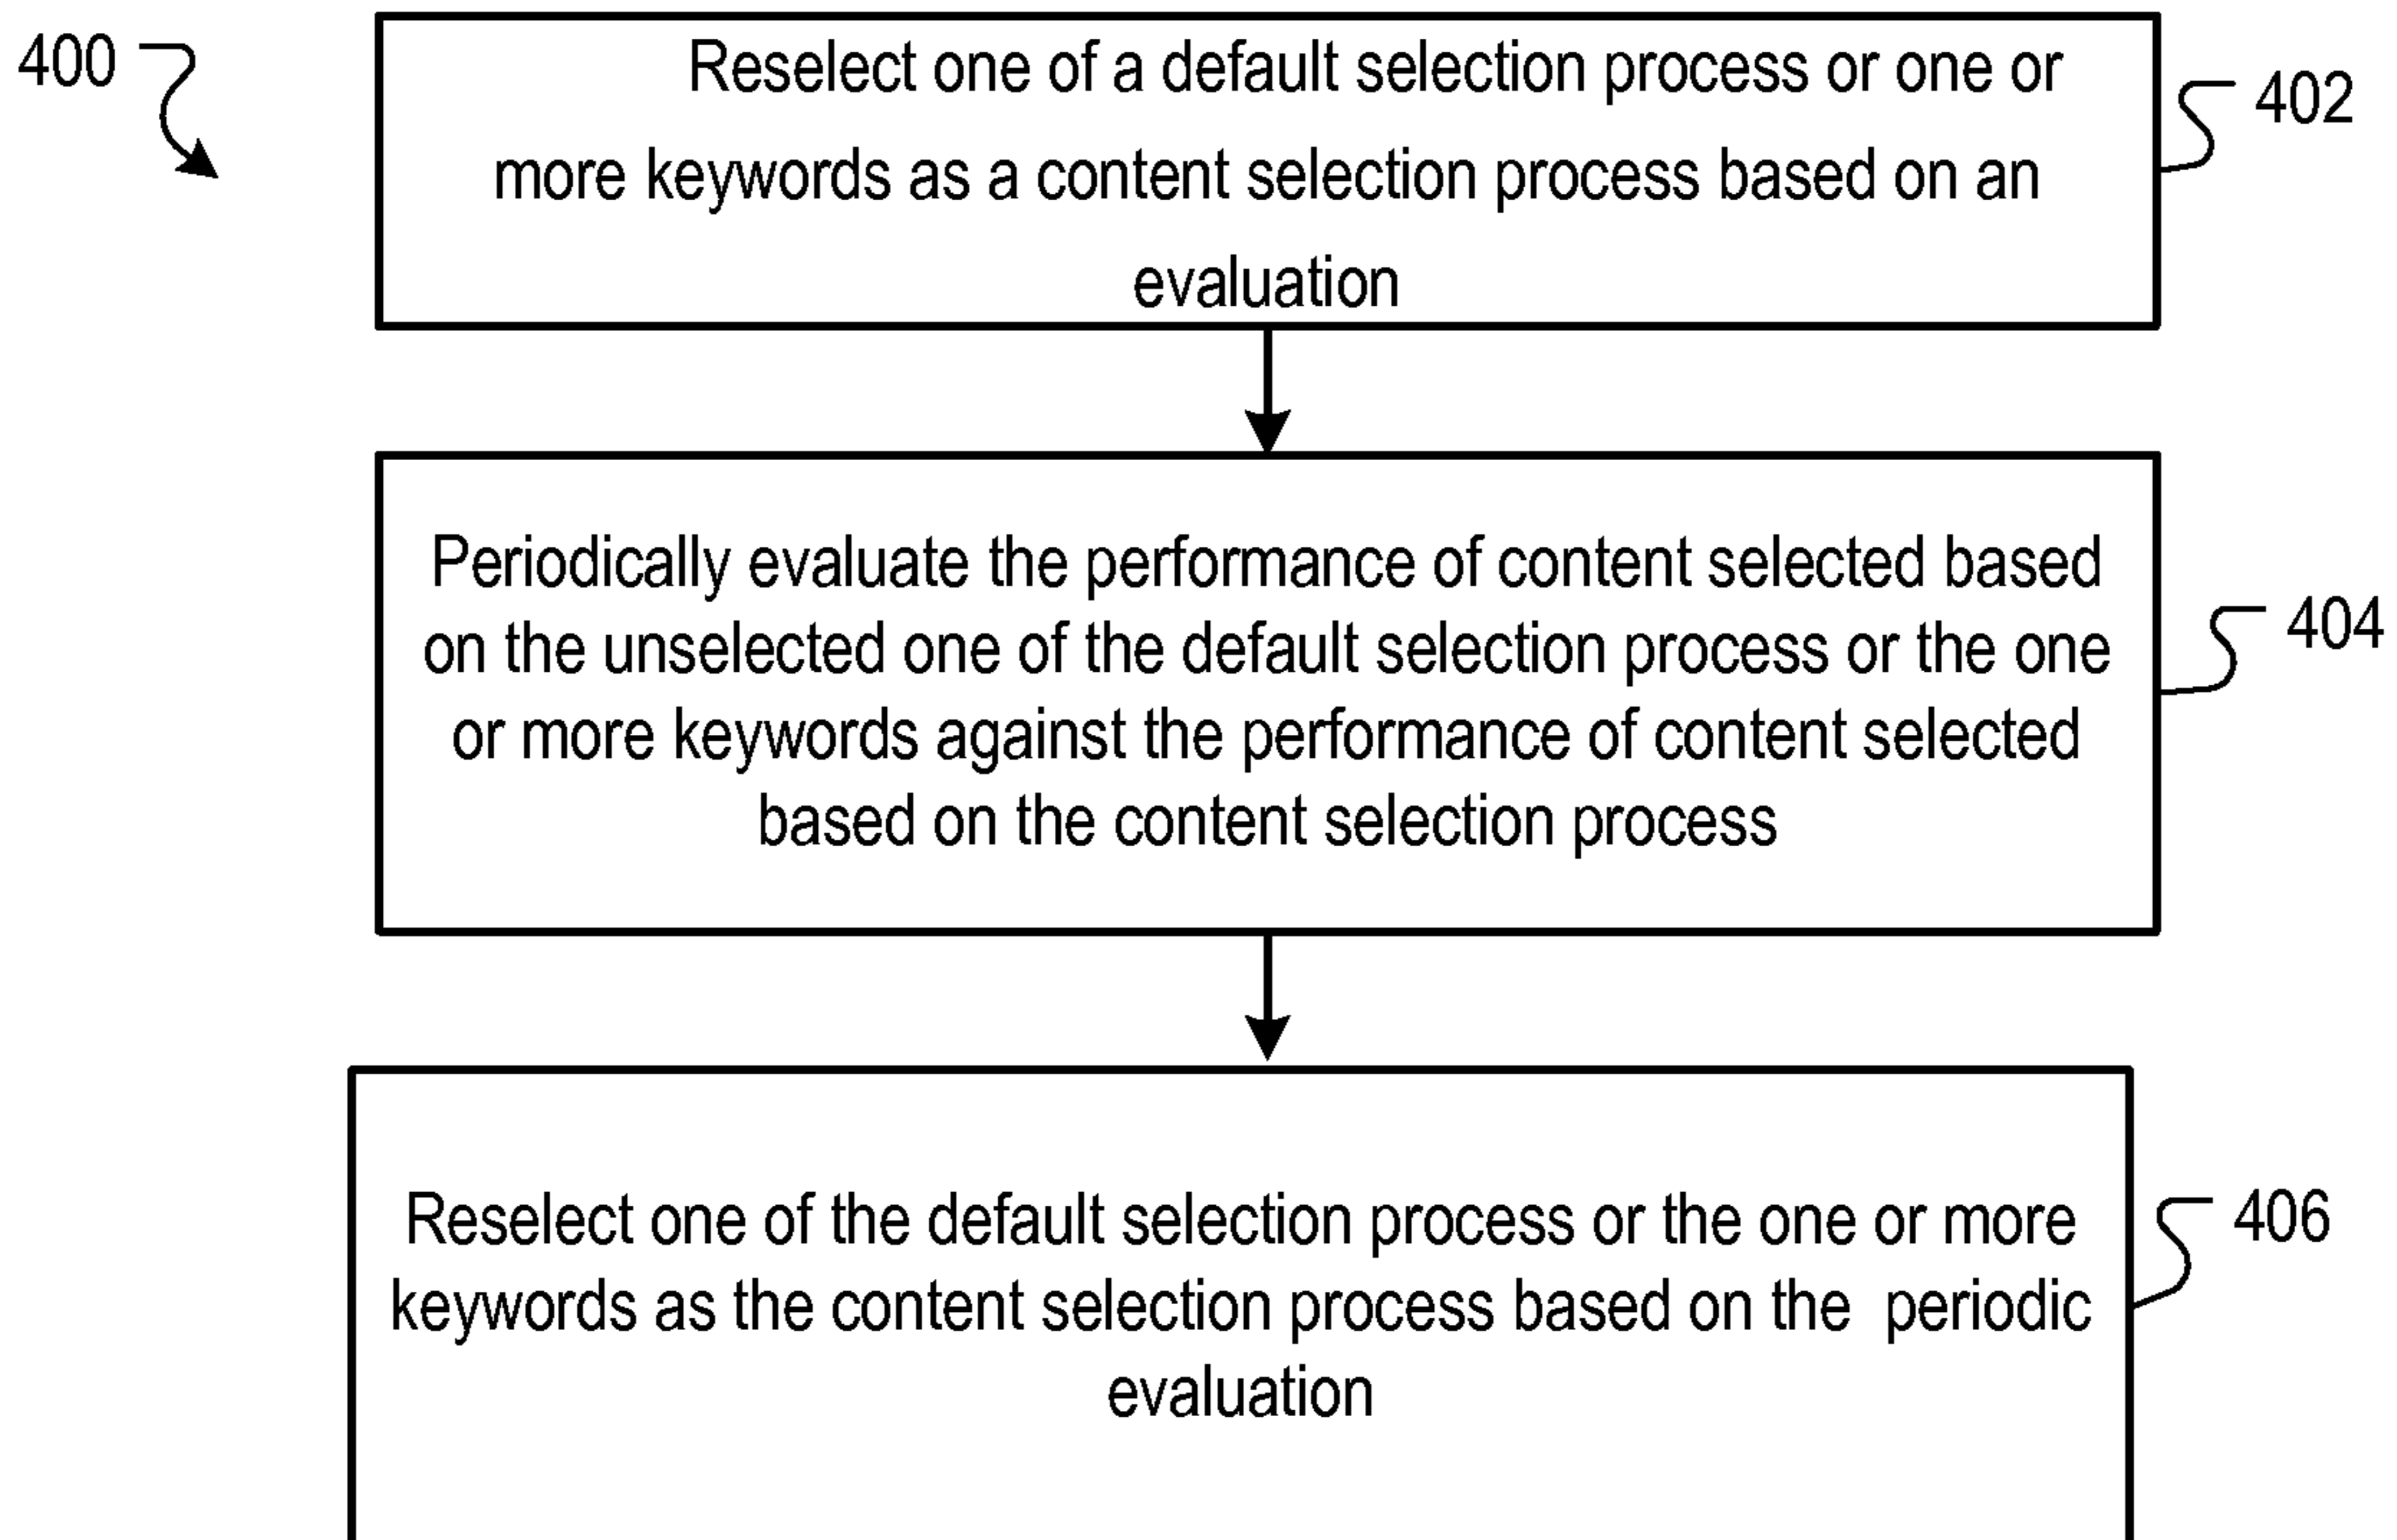 400
Reselect one of a default selection process or one or
more keywords as a content selection process based on an
evaluation
402
Periodically evaluate the performance of content selected based
on the unselected one of the default selection process or the one
or more keywords against the performance of content selected
based on the content selection process
404
Reselect one of the default selection process or the one or more
keywords as the content selection process based on the  periodic
evaluation
406